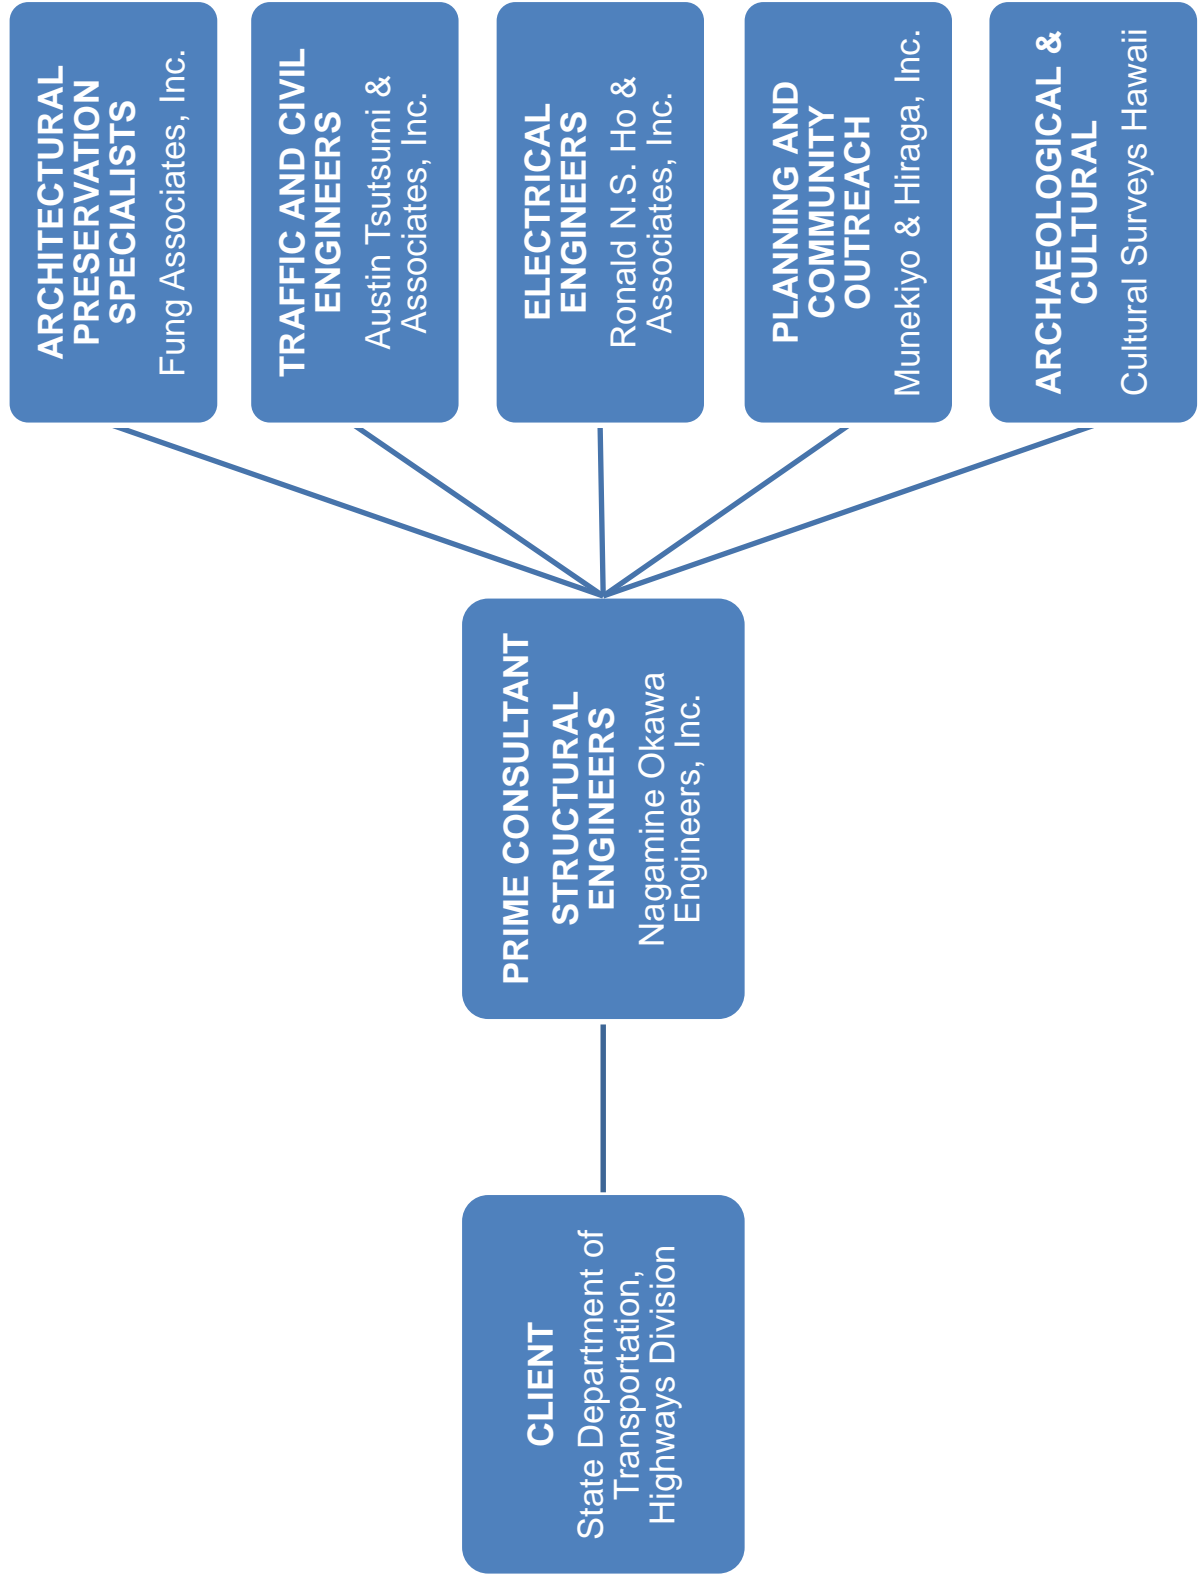 CLIENT
State Department of
Transportation,
Highways Division
PRIME CONSULTANT
STRUCTURAL
ENGINEERS
Nagamine Okawa
Engineers, Inc.
ARCHITECTURAL
PRESERVATION
SPECIALISTS
Fung Associates, Inc.
TRAFFIC AND CIVIL
ENGINEERS
Austin Tsutsumi &
Associates, Inc.
ELECTRICAL
ENGINEERS
Ronald N.S. Ho &
Associates, Inc.
PLANNING AND
COMMUNITY
OUTREACH
Munekiyo & Hiraga, Inc.
ARCHAEOLOGICAL &
CULTURAL
Cultural Surveys Hawaii